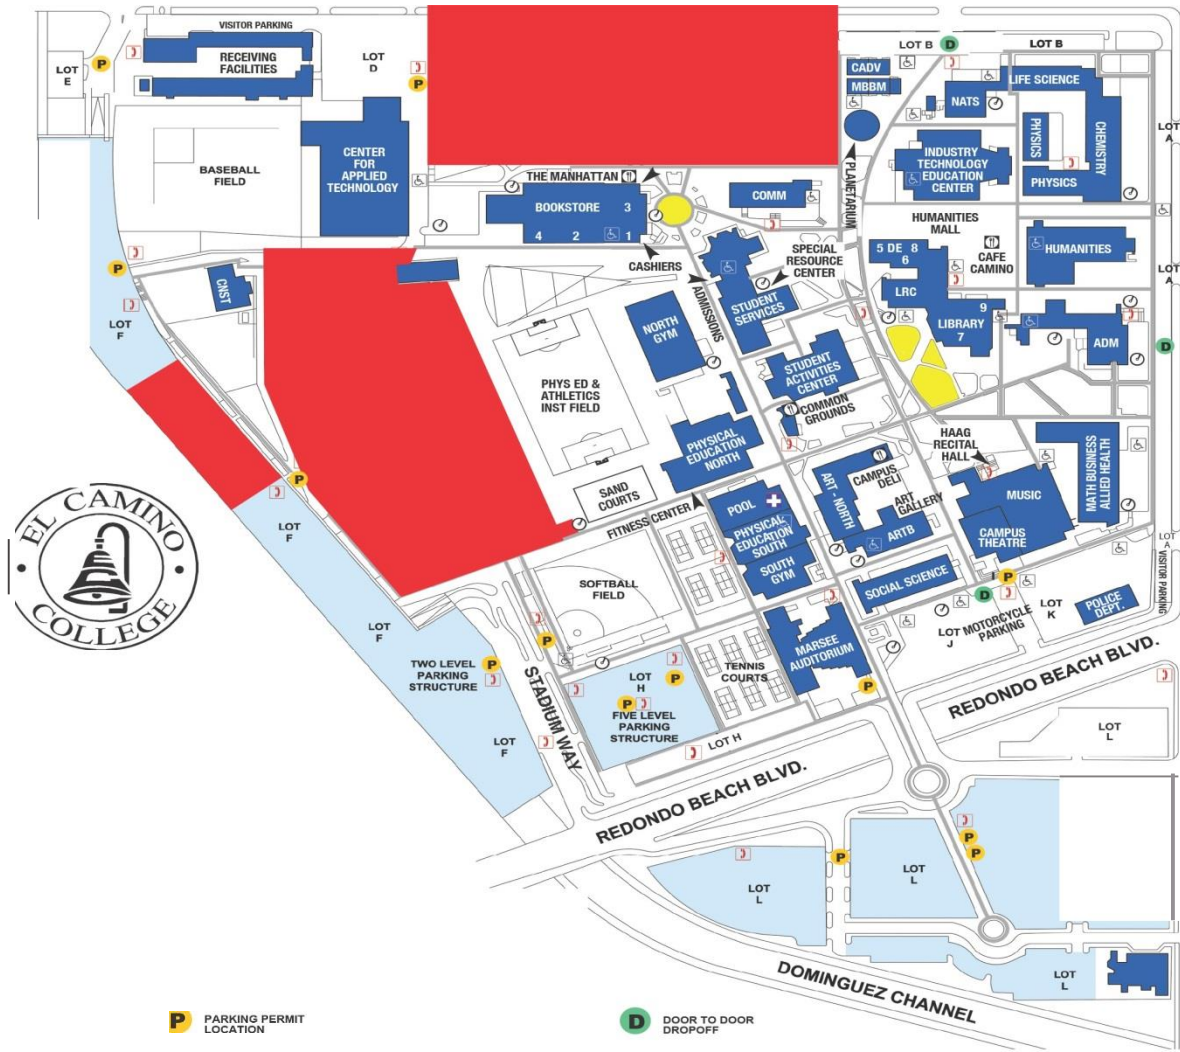 VISITOR PARKING
RECEIVING
FACILITIES
LOT
E
P
LOT
D
P
LOT B
D
LOT B
CADV
MBBM
NATS
LIFE SCIENCE
PHYSICS
CHEMISTRY
LOT
A
PLANETARIUM
INDUSTRY
TECHNOLOGY
EDUCATION
CENTER
PHYSICS
BASEBALL
FIELD
CENTER
FOR
APPLIED
TECHNOLOGY
THE MANHATTAN
BOOKSTORE
3
4
2
1
COMM
HUMANITIES
MALL
CAFE
CAMINO
HUMANITIES
CASHIERS
SPECIAL
RESOURCE
CENTER
5 DE 8
6
LRC
LIBRARY
7
9
LOT
A
P
CNST
LOT
F
ADMISSIONS
STUDENT
SERVICES
NORTH
GYM
ADM
D
PHYS ED &
ATHLETICS
INST FIELD
STUDENT
ACTIVITIES
CENTER
COMMON
GROUNDS
PHYSICAL
EDUCATION
NORTH
HAAG
RECITAL
HALL
MATH BUSINESS
ALLIED HEALTH
P
SAND
COURTS
FITNESS CENTER
POOL
PHYSICAL
EDUCATION
SOUTH
SOUTH
GYM
ART - NORTH
CAMPUS
DELI
ART
GALLERY
ARTB
MUSIC
CAMPUS
THEATRE
LOT
A
VISITOR PARKING
EL CAMINO
COLLEGE
LOT
F
SOFTBALL
FIELD
SOCIAL SCIENCE
P
D
LOT
J
MOTORCYCLE
PARKING
LOT
K
POLICE
DEPT.
LOT
F
P
TWO LEVEL
PARKING
STRUCTURE
P
STADIUM WAY
LOT
H
P
P
FIVE LEVEL
PARKING
STRUCTURE
TENNIS
COURTS
MARSEE
AUDITORIUM
P
REDONDO BEACH BLVD.
LOT
F
LOT H
LOT
L
REDONDO BEACH BLVD.
LOT
L
P
LOT
L
P
P
LOT
L
DOMINGUEZ CHANNEL
P
PARKING PERMIT
LOCATION
D
DOOR TO DOOR
DROPOFF